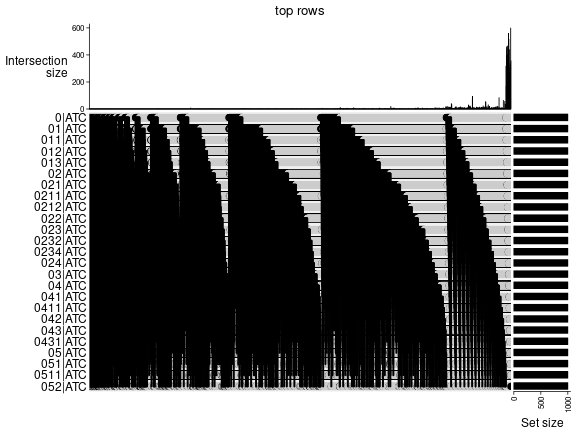 top rows
600
400
200
0
Intersection
size
0|ATC
01|ATC
011|ATC
012|ATC
013|ATC
02|ATC
021|ATC
0211|ATC
0212|ATC
022|ATC
023|ATC
0232|ATC
0234|ATC
024|ATC
03|ATC
04|ATC
041|ATC
0411|ATC
042|ATC
043|ATC
0431|ATC
05|ATC
051|ATC
0511|ATC
052|ATC
0
500
1000
Set size